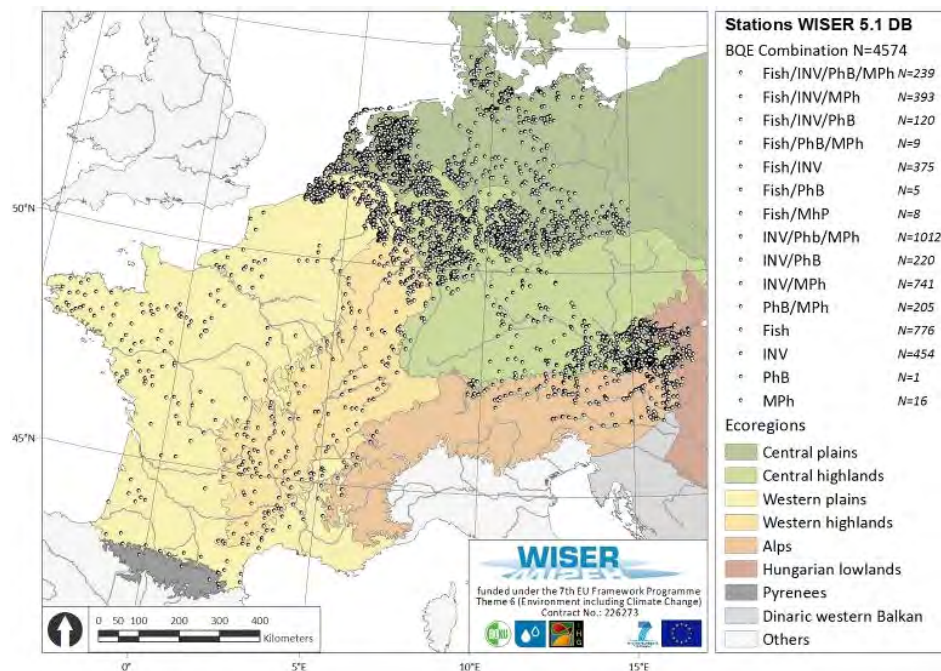 Stations WISER 5.1 DB
BQE Combination N=4574
Fish/INV/PhB/MPh N=239
Fish/INV/MPh N=393
Fish/INV/PhB N=120
Fish/PhB/MPh N=9
Fish/INV N=375
Fish/PhB N=5
Fish/MhP N=8
INV/Phb/MPh N=1012
INV/PhB N=220
INV/MPh N=741
PhB/MPh N=205
Fish N=776
INV N=454
PhB N=1
MPh N=16
Ecoregions
Central plains
Central highlands
Western plains
Western highlands
Alps
Hungarian lowlands
Pyrenees
Dinaric western Balkan
Others
50°N
45°N
WISER
funded under the 7th EU Framework Programme
Theme 6 (Environment including Climate Change)
Contract No.: 226273
0 50 100 200 300 400
Kilometers
0° 5°E 10°E 15°E